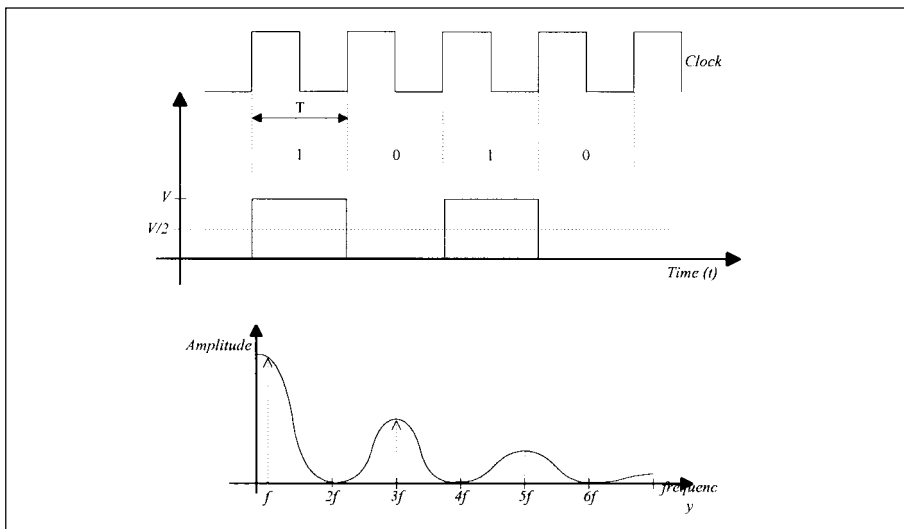 Clock
T
1 0 1 0
V
V/2
Time (t)
Amplitude
f 2f 3f 4f 5f 6f frequenc
y